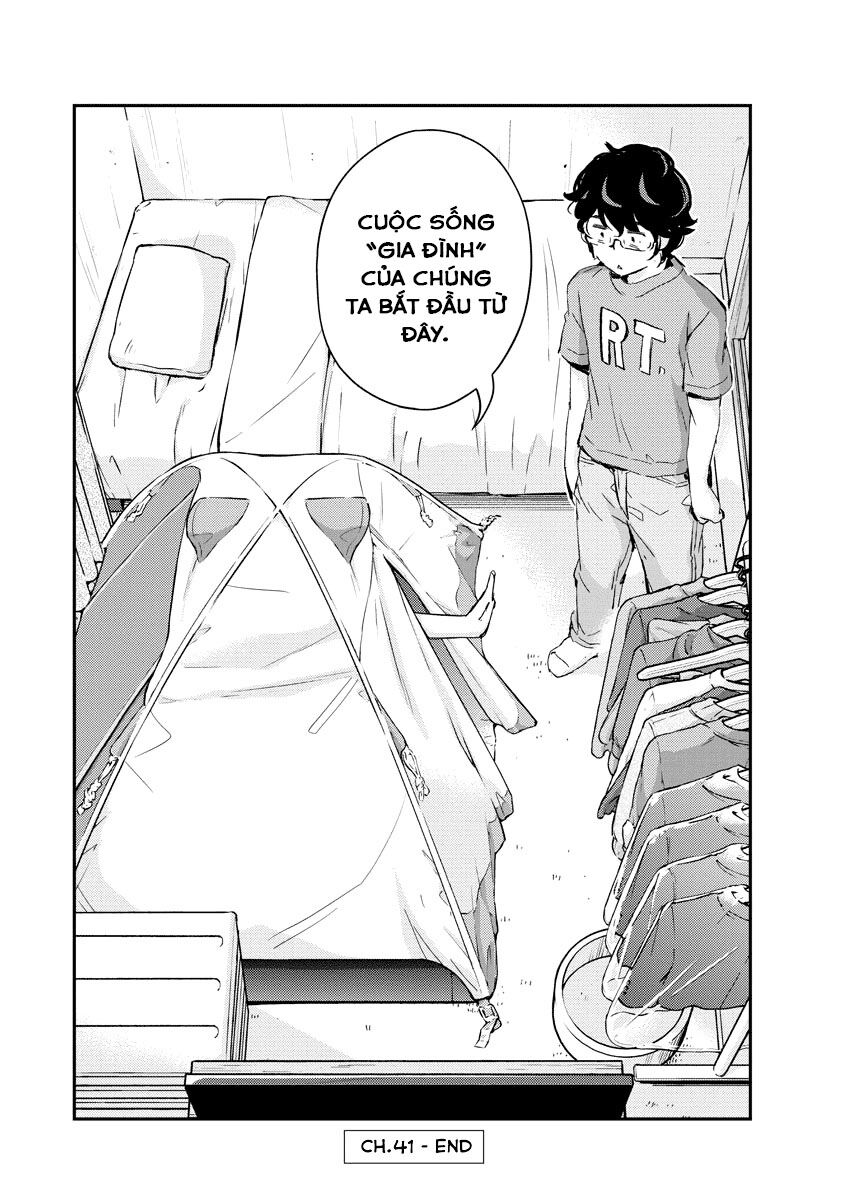 CUỘC SỐNG
"GIA ĐÌNH"
CỦA CHÚNG
TA BẮT ĐẦU TỪ
ĐÂY.
RT.
CH.41 - END